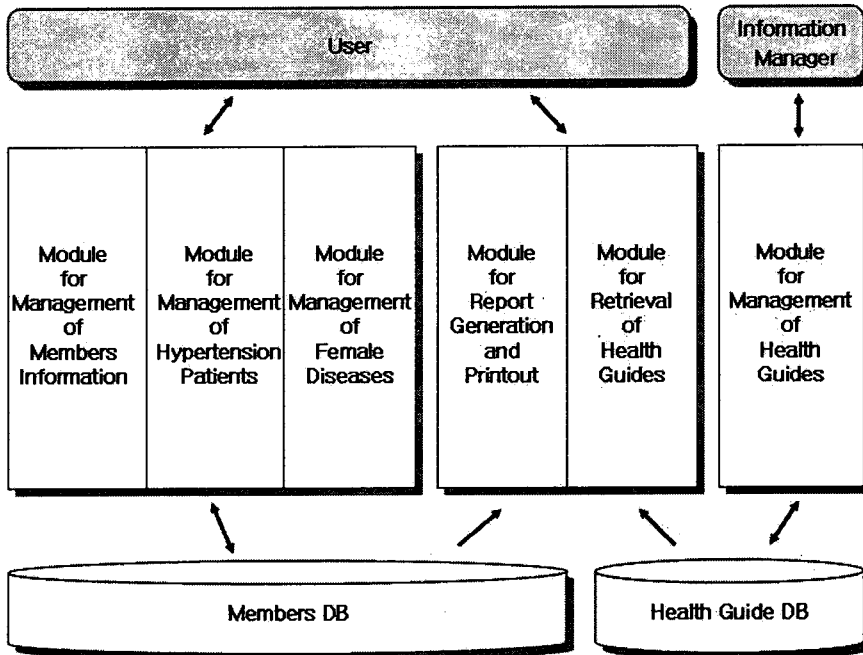 User
Information
Manager
Module
for
Management
of
Members
Information
Module
for
Management
of
Hypertension
Patients
Module
for
Management
of
Female
Diseases
Module
for
Report
Generation
and
Printout
Module
for
Retrieval
of
Health
Guides
Module
for
Management
of
Health
Guides
Members DB
Health Guide DB